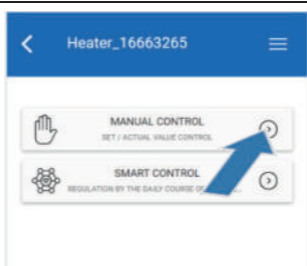 Heater_16663265
MANUAL CONTROL
SET / ACTUAL VALUE CONTROL
SMART CONTROL
REGULATION BY THE DAILY COURSE OF